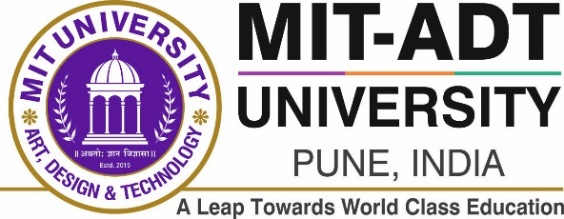 MIT UNIVERSITY
ART, DESIGN & TECHNOLOGY
॥ अथातो: ज्ञान जिज्ञासा ॥
Estd. 2015
MIT-ADT
UNIVERSITY
PUNE, INDIA
A Leap Towards World Class Education